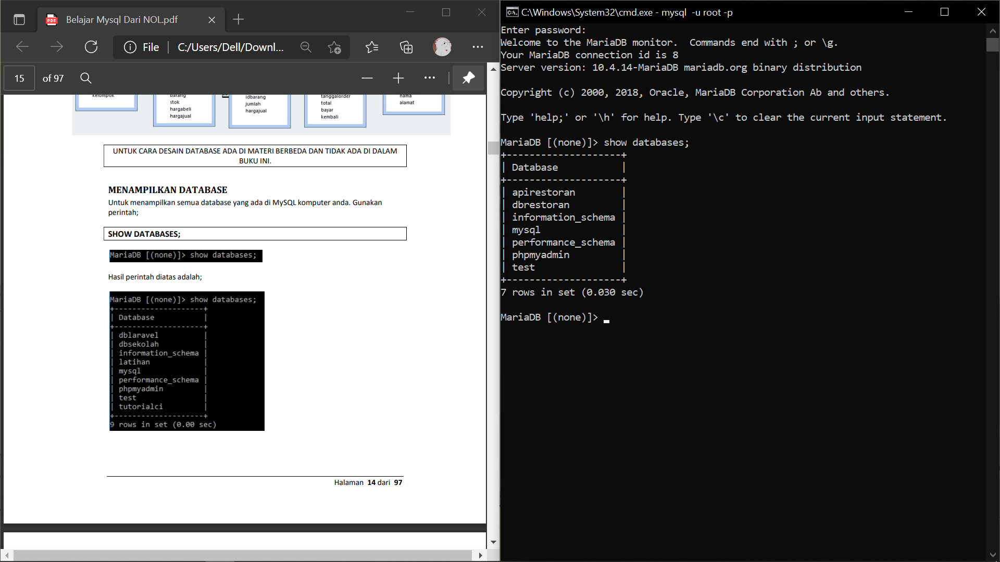 Belajar Mysql Dari NOL.pdf
File
C:/Users/Dell/Downl...
15 of 97
kelompok
barang
stok
hargabeli
hargajual
idbarang
jumlah
hargajual
tanggalorder
total
bayar
kembali
nama
alamat
UNTUK CARA DESAIN DATABASE ADA DI MATERI BERBEDA DAN TIDAK ADA DI DALAM
BUKU INI.
MENAMPILKAN DATABASE
Untuk menampilkan semua database yang ada di MySQL komputer anda. Gunakan
perintah;
SHOW DATABASES;
MariaDB [(none)]> show databases;
Hasil perintah diatas adalah;
MariaDB [(none)]> show databases;
+--------------------+
| Database           |
+--------------------+
| dblaravel          |
| dbsekolah          |
| information_schema |
| latihan            |
| mysql              |
| performance_schema |
| phpmyadmin         |
| test               |
| tutorialci         |
+--------------------+
9 rows in set (0.00 sec)
Halaman 14 dari 97
C:\Windows\System32\cmd.exe - mysql  -u root -p
Enter password:
Welcome to the MariaDB monitor.  Commands end with ; or \g.
Your MariaDB connection id is 8
Server version: 10.4.14-MariaDB mariadb.org binary distribution
Copyright (c) 2000, 2018, Oracle, MariaDB Corporation Ab and others.
Type 'help;' or '\h' for help. Type '\c' to clear the current input statement.
MariaDB [(none)]> show databases;
+--------------------+
| Database           |
+--------------------+
| apirestoran        |
| dbrestoran         |
| information_schema |
| mysql              |
| performance_schema |
| phpmyadmin         |
| test               |
+--------------------+
7 rows in set (0.030 sec)
MariaDB [(none)]>